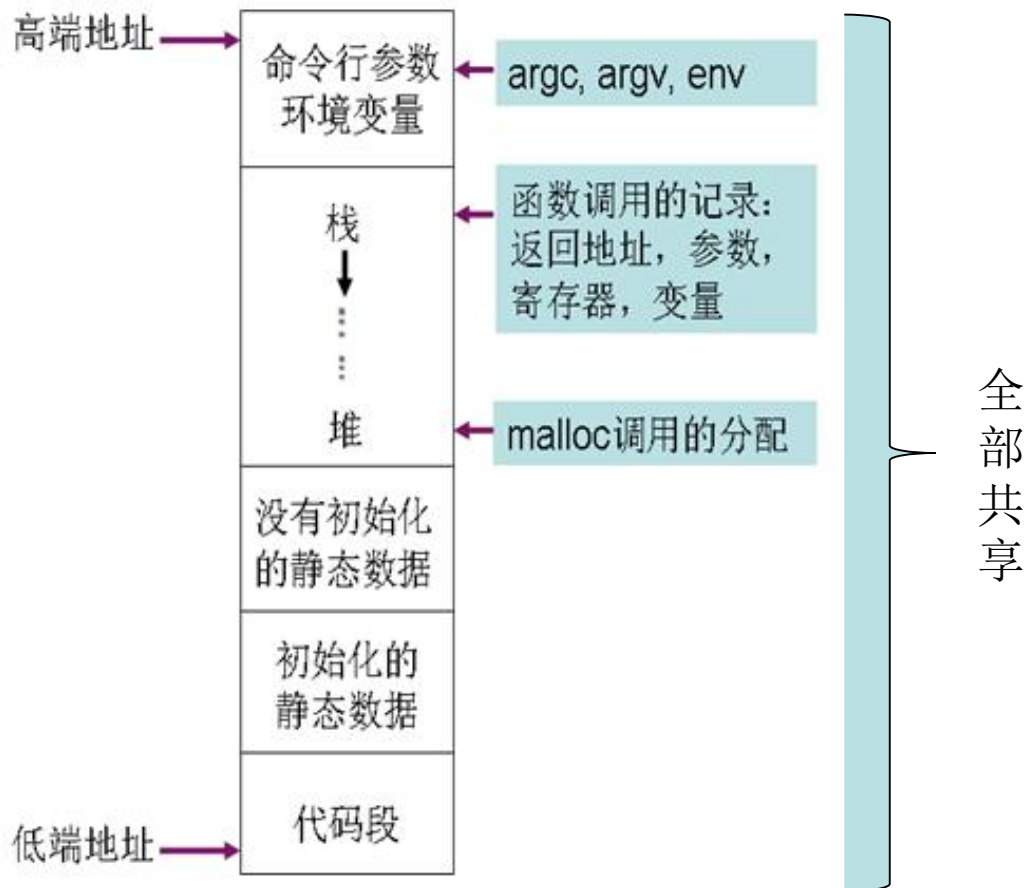 高端地址
命令行参数
环境变量
argc, argv, env
栈
函数调用的记录：
返回地址，参数，
寄存器，变量
堆
malloc调用的分配
没有初始化
的静态数据
初始化的
静态数据
代码段
低端地址
全
部
共
享